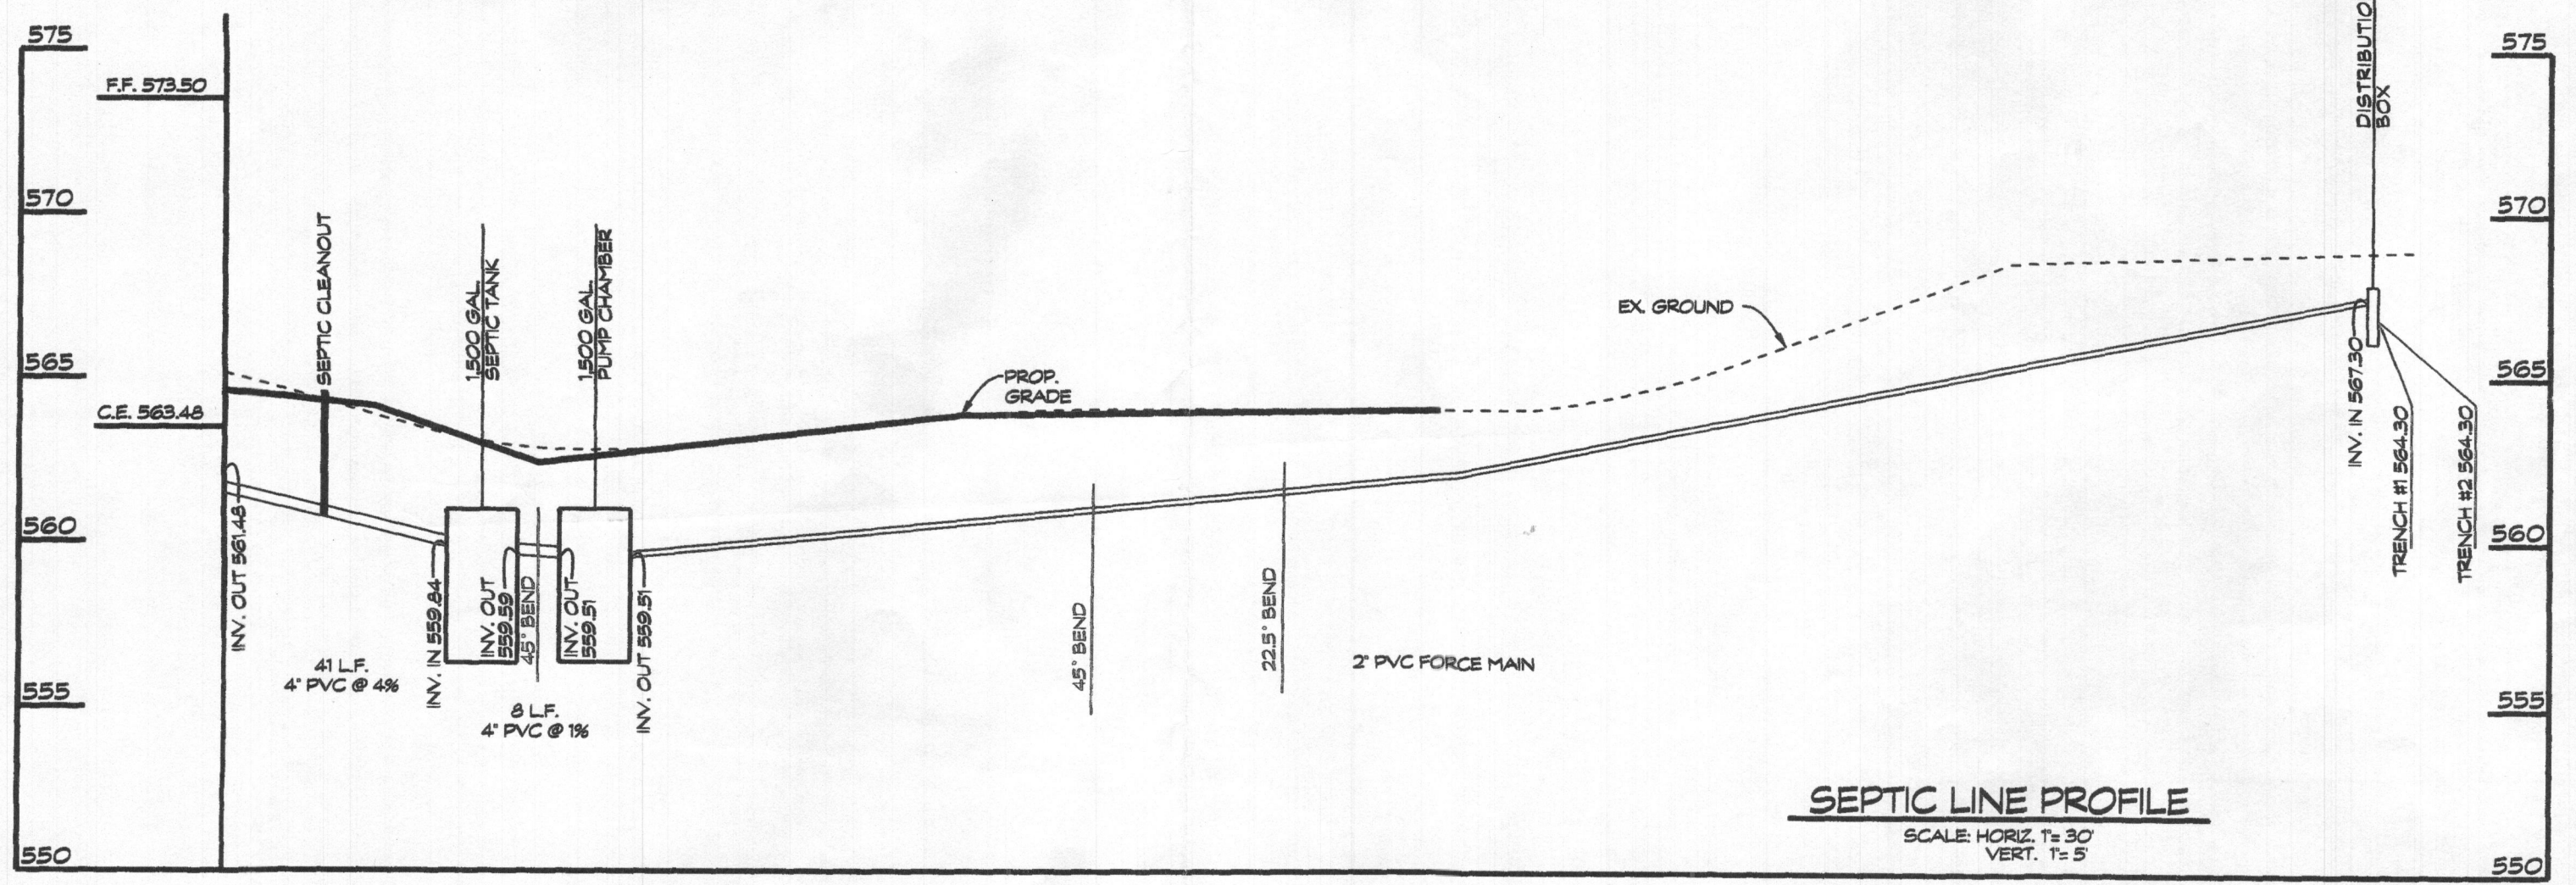 575
F.F. 573.50
570
565
C.E. 563.48
560
555
550
SEPTIC CLEANOUT
1,500 GAL.
SEPTIC TANK
1,500 GAL.
PUMP CHAMBER
INV. OUT 561.48
41 L.F.
4" PVC @ 4%
INV. IN 559.84
INV. OUT
559.59
45° BEND
INV. OUT
559.51
8 L.F.
4" PVC @ 1%
INV. OUT 559.51
PROP.
GRADE
45° BEND
22.5° BEND
2" PVC FORCE MAIN
EX. GROUND
DISTRIBUTIO
BOX
INV. IN 567.30
TRENCH #1 564.30
TRENCH #2 564.30
575
570
565
560
555
550
SEPTIC LINE PROFILE
SCALE: HORIZ. 1"= 30'
VERT. 1"= 5'